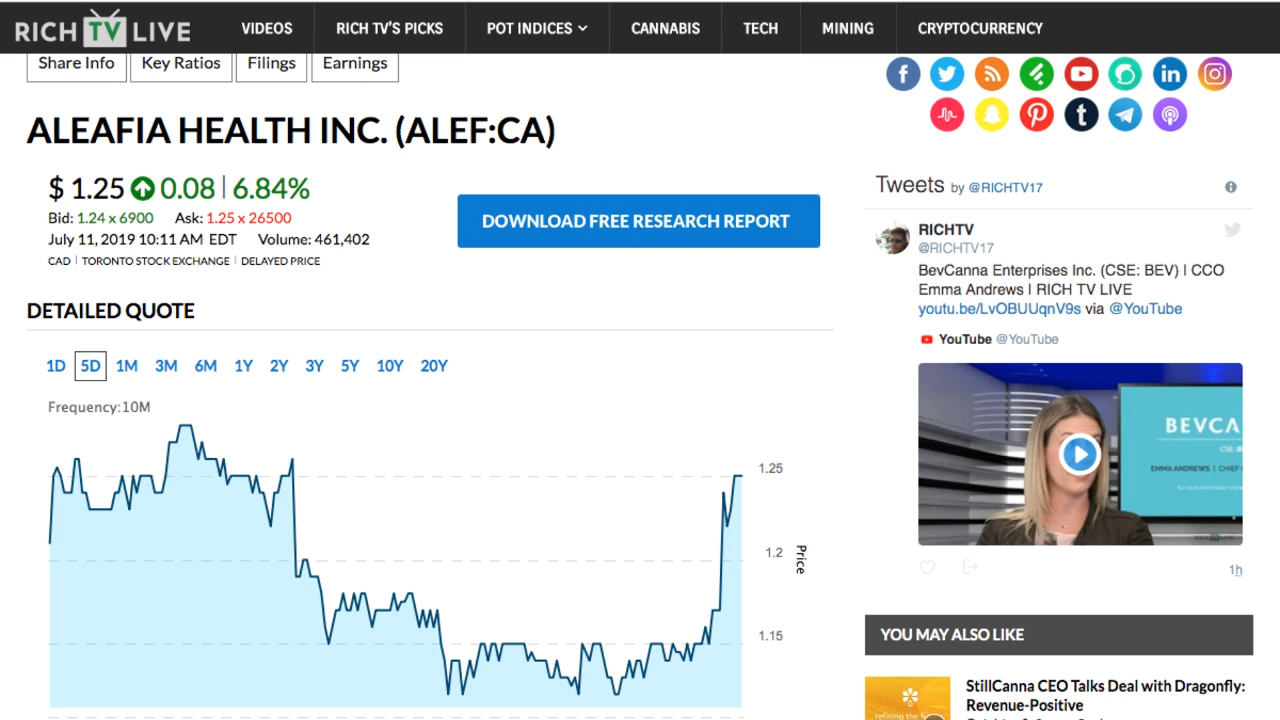 RICH TV LIVE
VIDEOS
RICH TV'S PICKS
POT INDICES
CANNABIS
TECH
MINING
CRYPTOCURRENCY
Share Info
Key Ratios
Filings
Earnings
ALEAFIA HEALTH INC. (ALEF:CA)
$ 1.25 0.08 | 6.84%
Bid: 1.24 x 6900 Ask: 1.25 x 26500
July 11, 2019 10:11 AM EDT Volume: 461,402
CAD | TORONTO STOCK EXCHANGE | DELAYED PRICE
DOWNLOAD FREE RESEARCH REPORT
DETAILED QUOTE
1D 5D 1M 3M 6M 1Y 2Y 3Y 5Y 10Y 20Y
Frequency:10M
1.25
1.2
1.15
Price
Tweets by @RICHTV17
RICHTV
@RICHTV17
BevCanna Enterprises Inc. (CSE: BEV) | CCO
Emma Andrews | RICH TV LIVE
youtu.be/LvOBUUqnV9s via @YouTube
YouTube @YouTube
BEVCA
EMMA ANDREWS | CHIEF
1h
YOU MAY ALSO LIKE
StillCanna CEO Talks Deal with Dragonfly:
Revenue-Positive